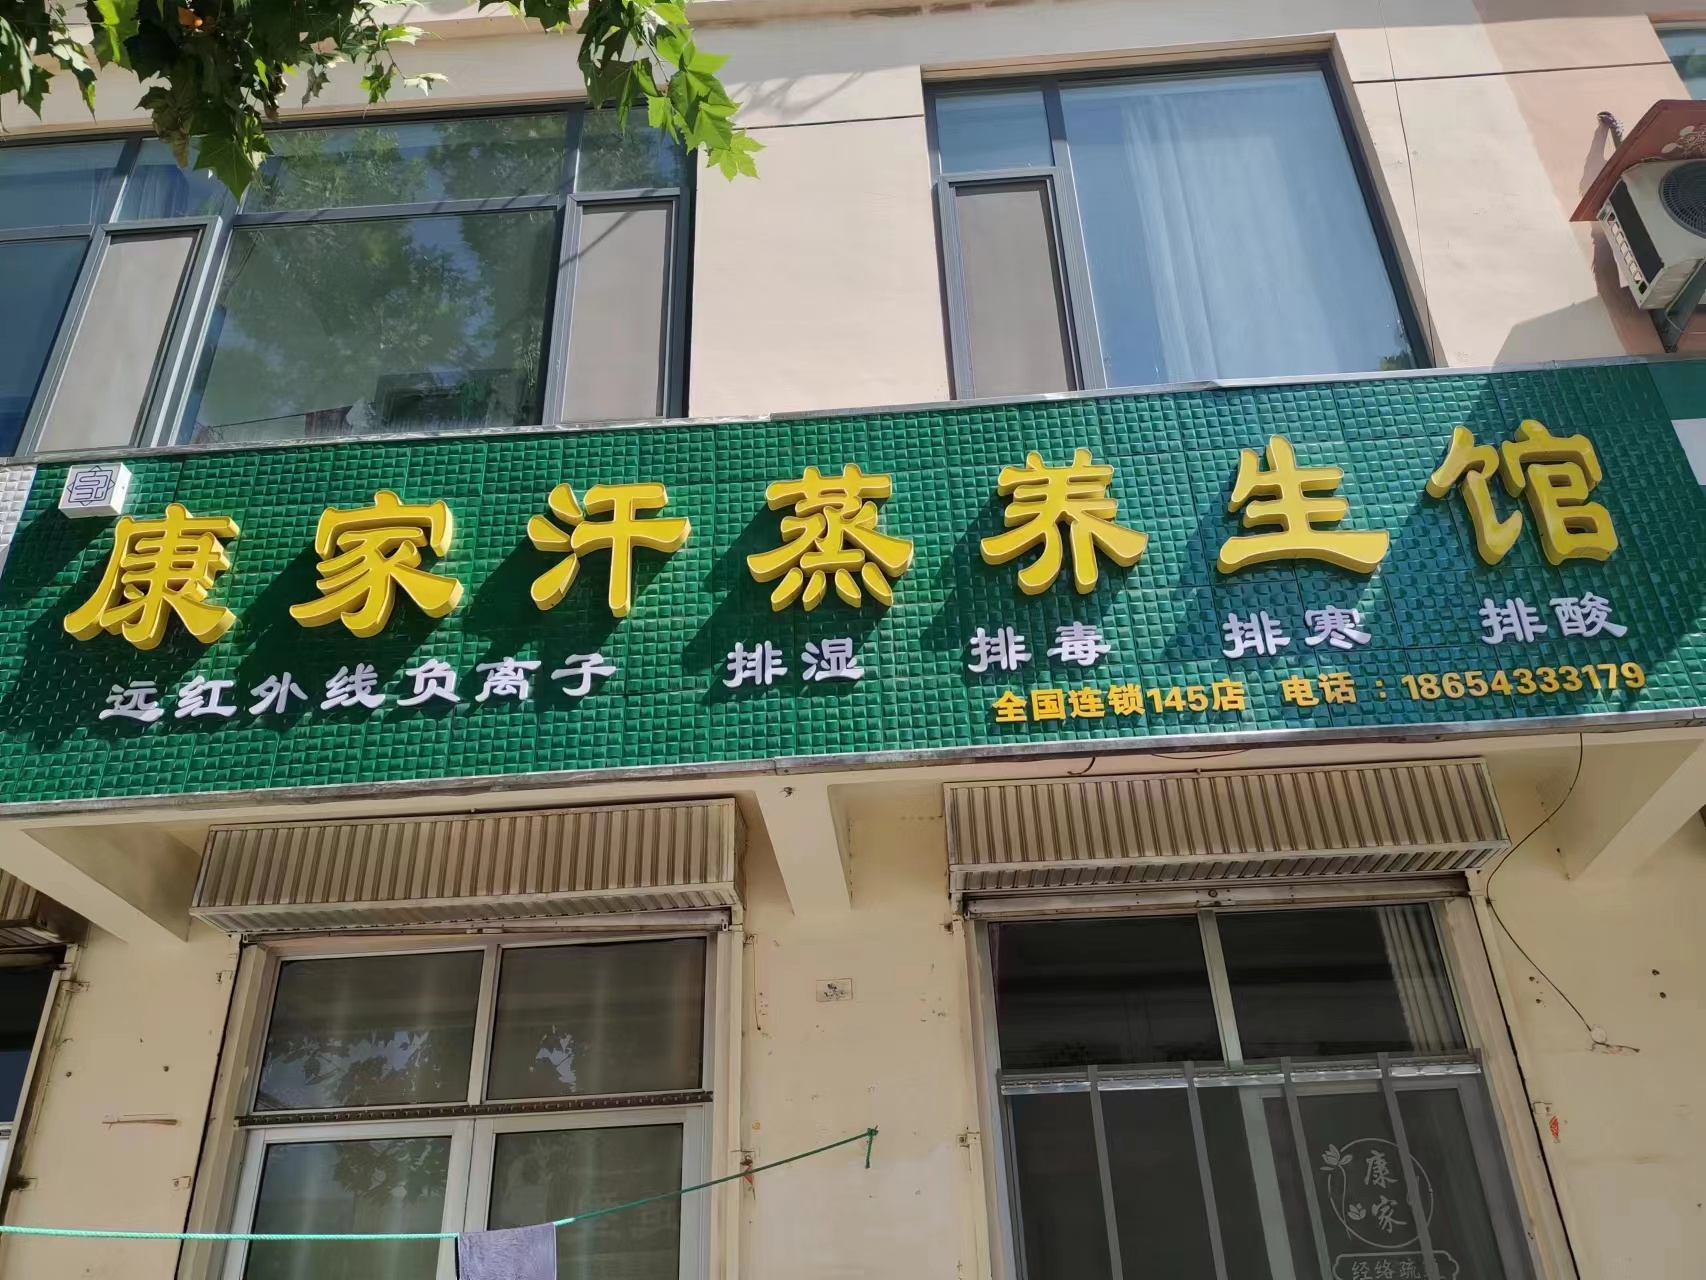 康家汗蒸养生馆
远红外线负离子 排湿 排毒 排寒 排酸
全国连锁145店 电话：18654333179
康家
经络疏